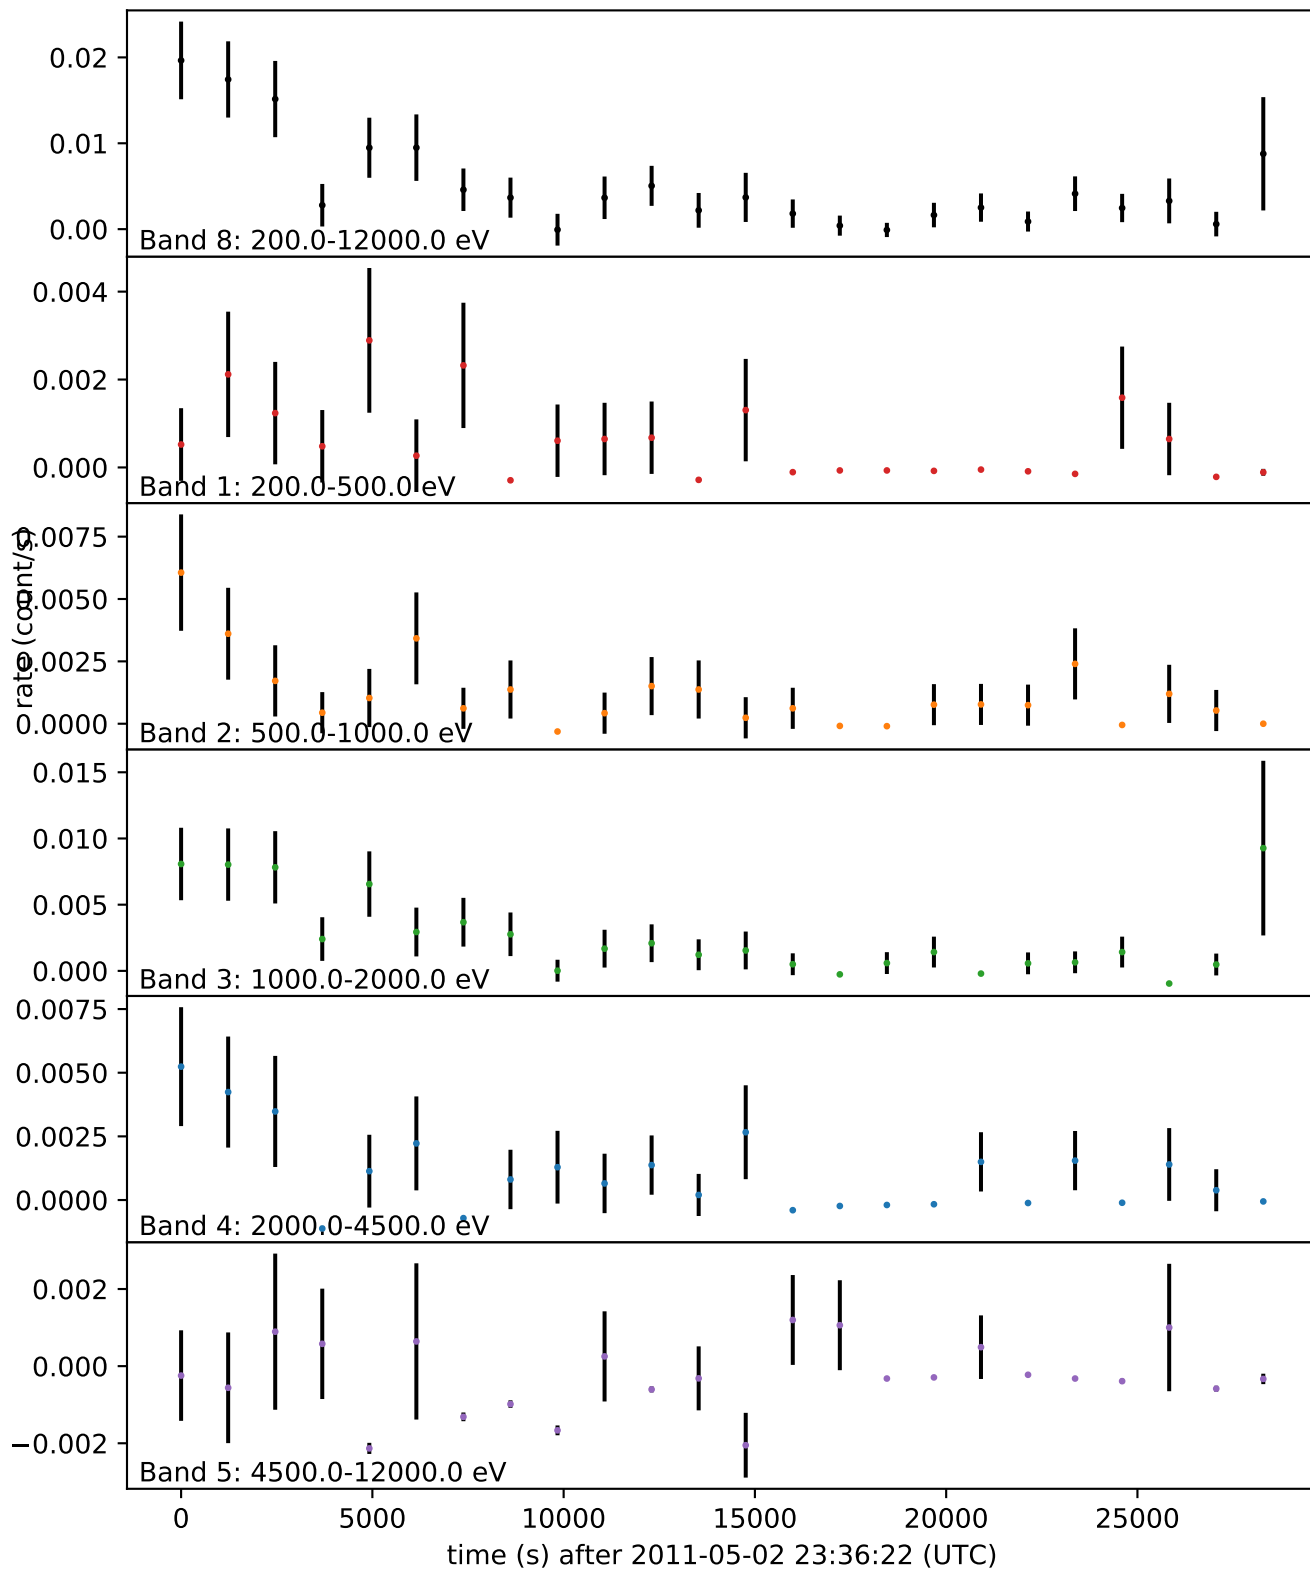 0.02
0.01
0.00
Band 8: 200.0-12000.0 eV
0.004
0.002
0.000
Band 1: 200.0-500.0 eV
rate (count/s)
0.0075
0.0050
0.0025
0.0000
Band 2: 500.0-1000.0 eV
0.015
0.010
0.005
0.000
Band 3: 1000.0-2000.0 eV
0.0075
0.0050
0.0025
0.0000
Band 4: 2000.0-4500.0 eV
0.002
0.000
−0.002
Band 5: 4500.0-12000.0 eV
0 5000 10000 15000 20000 25000
time (s) after 2011-05-02 23:36:22 (UTC)